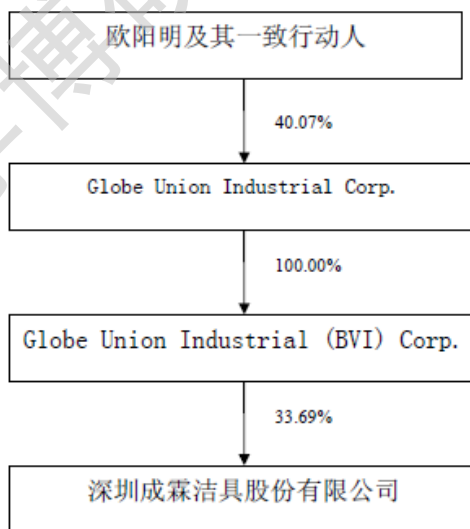 欧阳明及其一致行动人
40.07%
Globe Union Industrial Corp.
100.00%
Globe Union Industrial (BVI) Corp.
33.69%
深圳成霖洁具股份有限公司